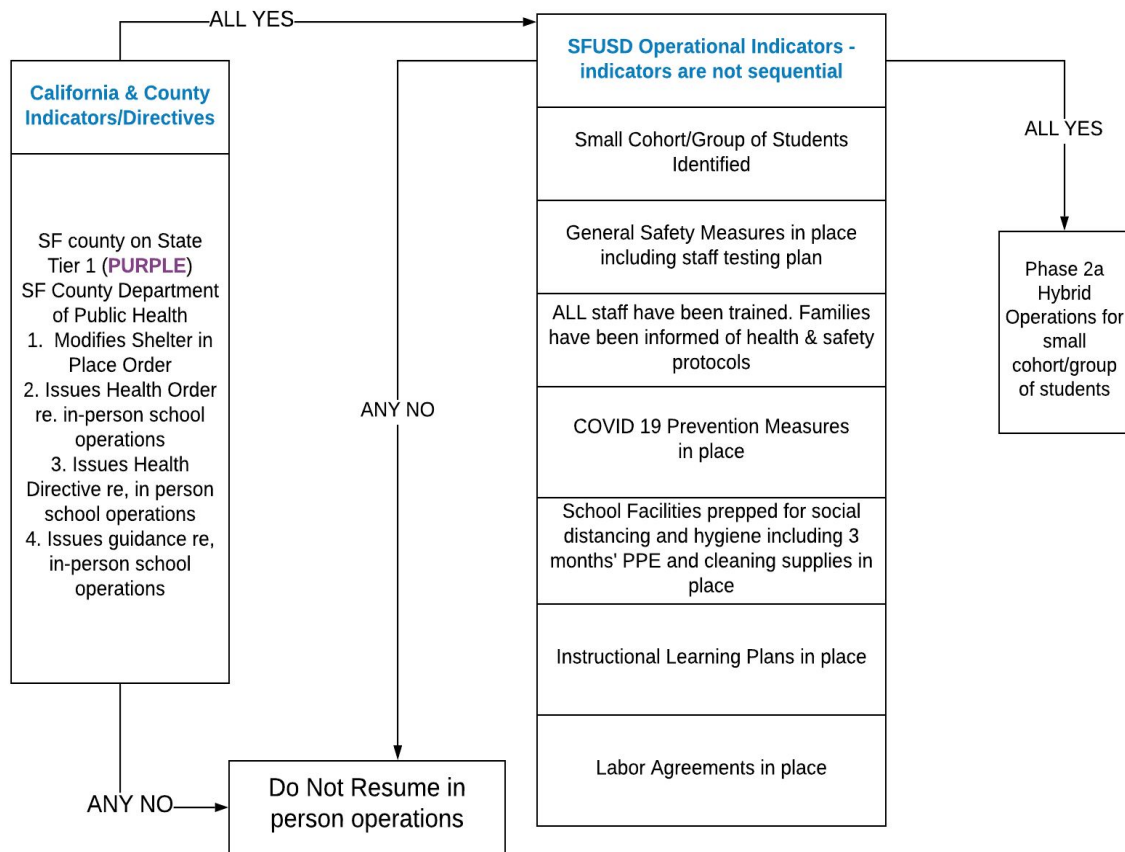 ALL YES
California & County
Indicators/Directives
SF county on State
Tier 1 (PURPLE)
SF County Department
of Public Health
1.  Modifies Shelter in
Place Order
2. Issues Health Order
re. in-person school
operations
3. Issues Health
Directive re, in person
school operations
4. Issues guidance re,
in-person school
operations
ANY NO
Do Not Resume in
person operations
ANY NO
SFUSD Operational Indicators -
indicators are not sequential
Small Cohort/Group of Students
Identified
General Safety Measures in place
including staff testing plan
ALL staff have been trained. Families
have been informed of health & safety
protocols
COVID 19 Prevention Measures
in place
School Facilities prepped for social
distancing and hygiene including 3
months' PPE and cleaning supplies in
place
Instructional Learning Plans in place
Labor Agreements in place
ALL YES
Phase 2a
Hybrid
Operations for
small
cohort/group
of students